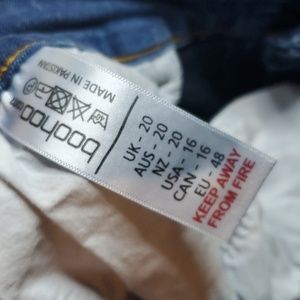 boohoo
.com
MADE IN PAKISTAN
UK - 20
AUS - 20
NZ - 20
USA - 16
CAN - 16
EU - 48
KEEP AWAY
FROM FIRE